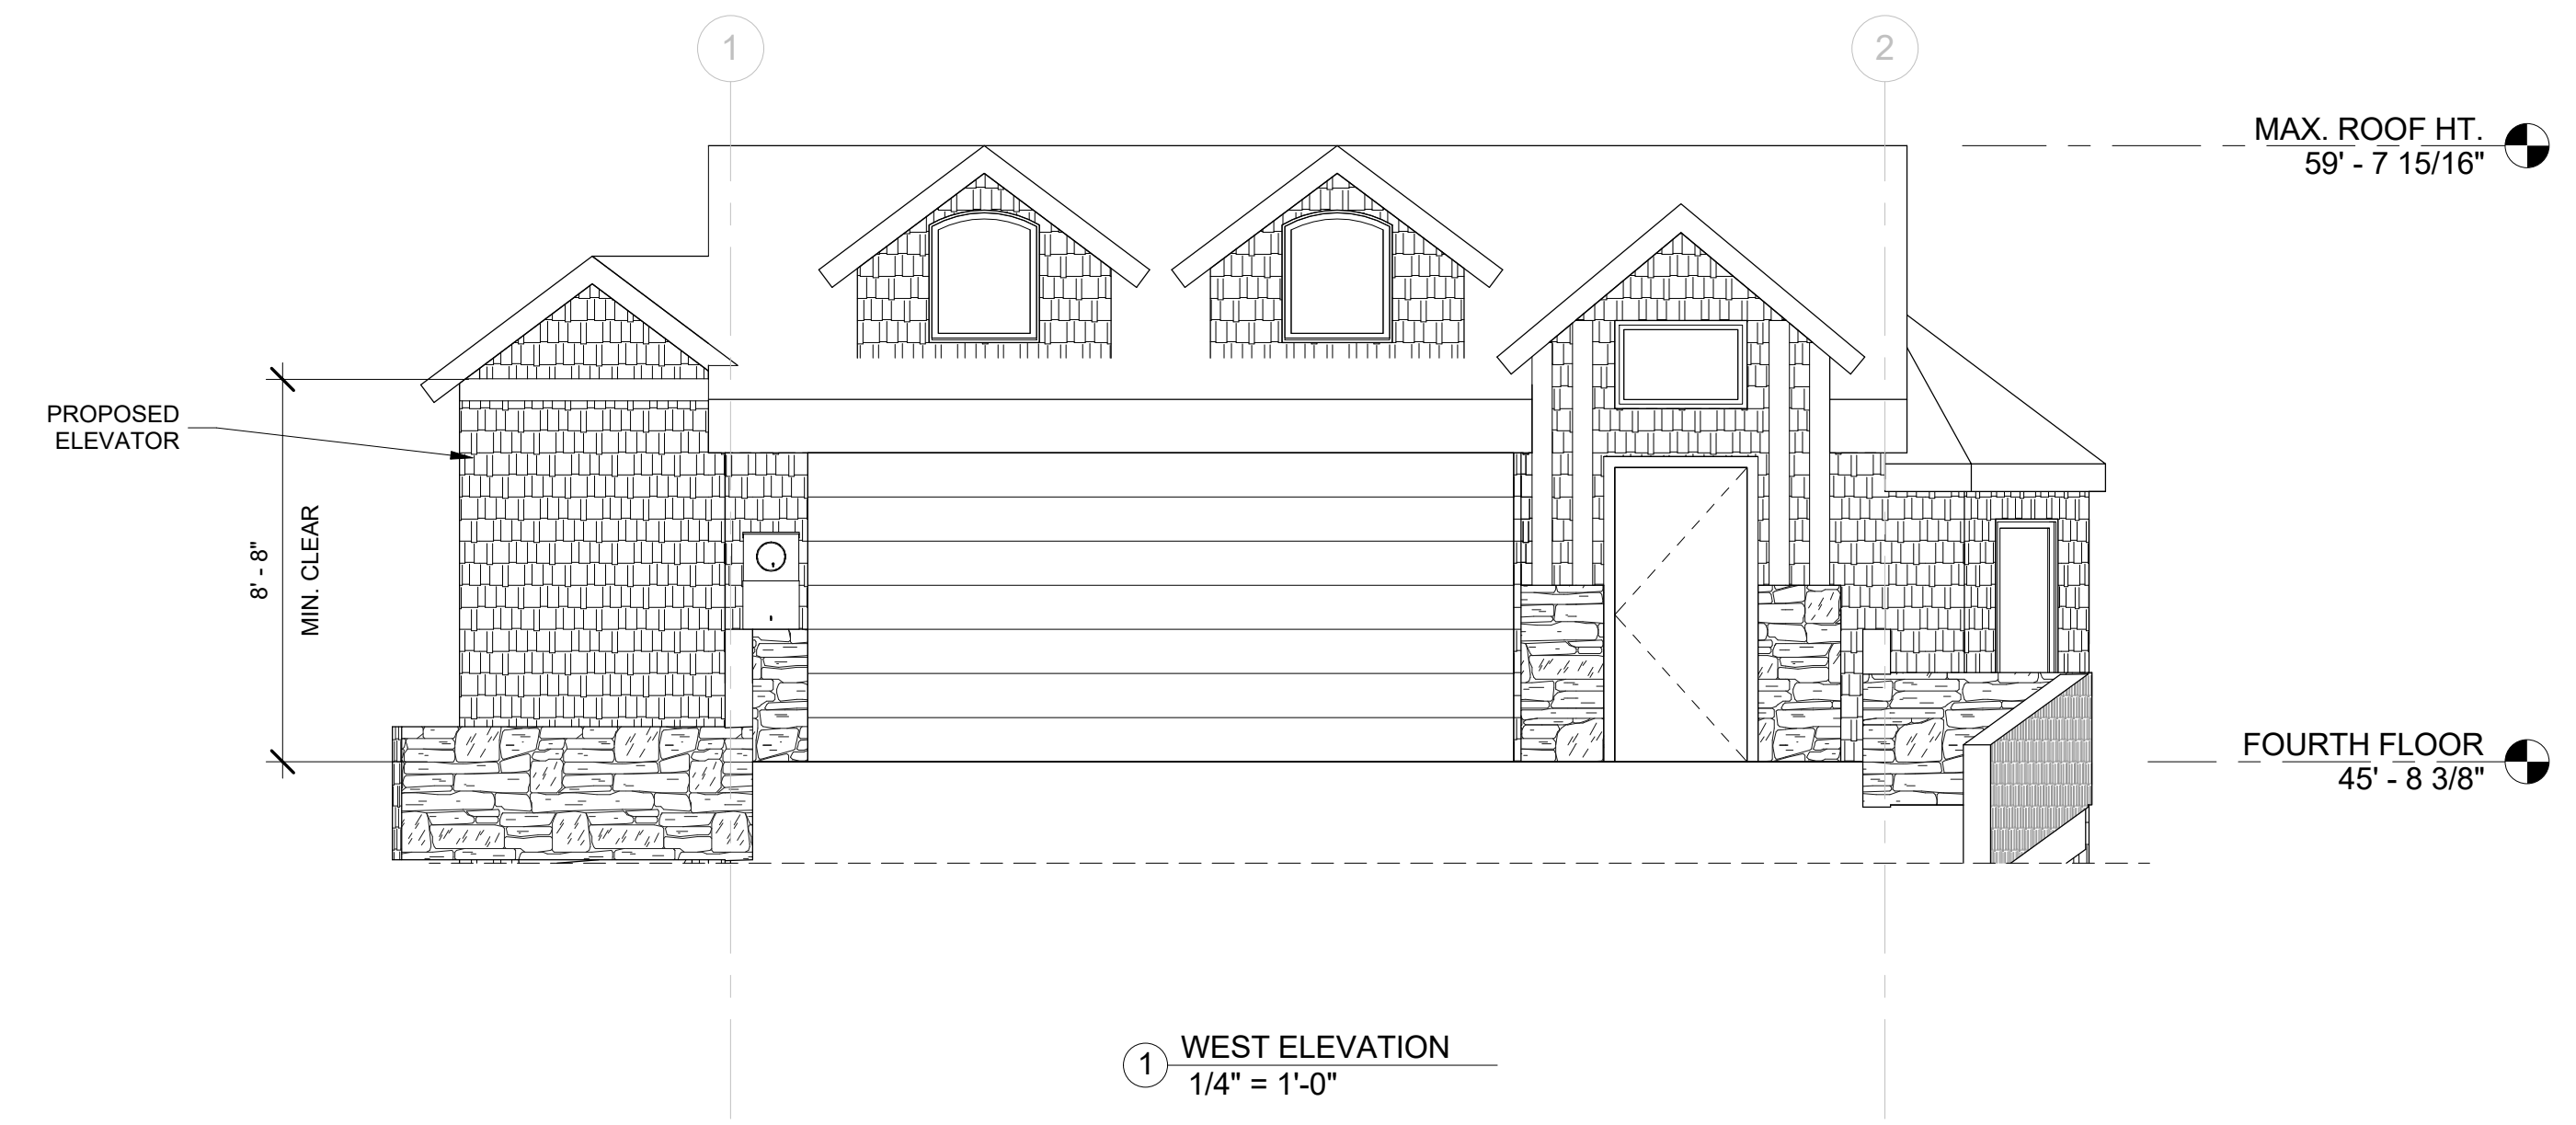 1
2
MAX. ROOF HT.
59' - 7 15/16"
PROPOSED
ELEVATOR
8' - 8"
MIN. CLEAR
FOURTH FLOOR
45' - 8 3/8"
1
WEST ELEVATION
1/4" = 1'-0"